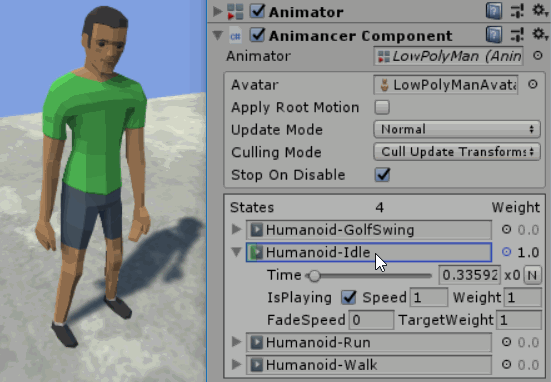 Animator
Animancer Component
Animator LowPolyMan (Anin
Avatar LowPolyManAvata
Apply Root Motion
Update Mode Normal
Culling Mode Cull Update Transforms
Stop On Disable
States 4 Weight
Humanoid-GolfSwing 0.0
Humanoid-Idle 1.0
Time 0.33592 x0 N
IsPlaying Speed 1 Weight 1
FadeSpeed 0 TargetWeight 1
Humanoid-Run 0.0
Humanoid-Walk 0.0